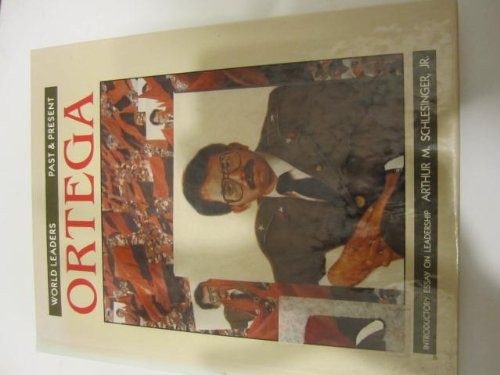 WORLD LEADERS PAST & PRESENT
ORTEGA
INTRODUCTORY ESSAY ON LEADERSHIP ARTHUR M. SCHLESINGER, JR.